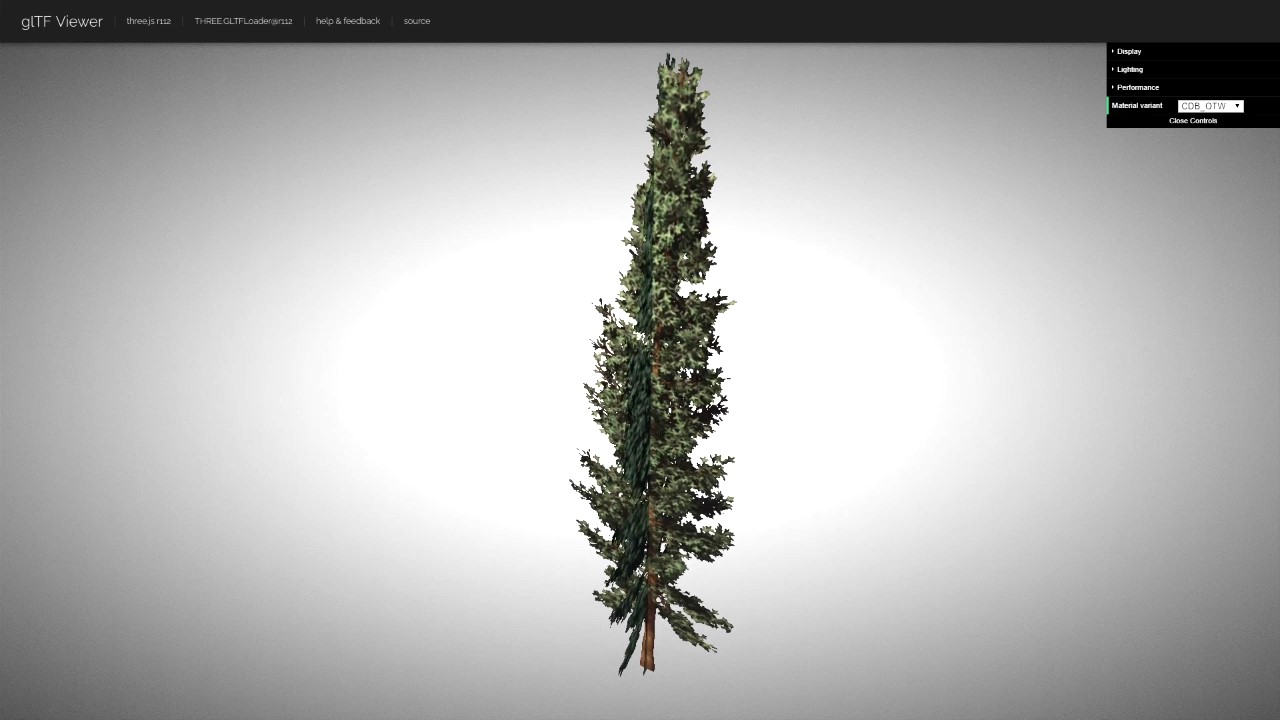 glTF Viewer three.js r112 THREE.GLTFLoader@r112 help & feedback source
Display
Lighting
Performance
Material variant CDB_OTW
Close Controls